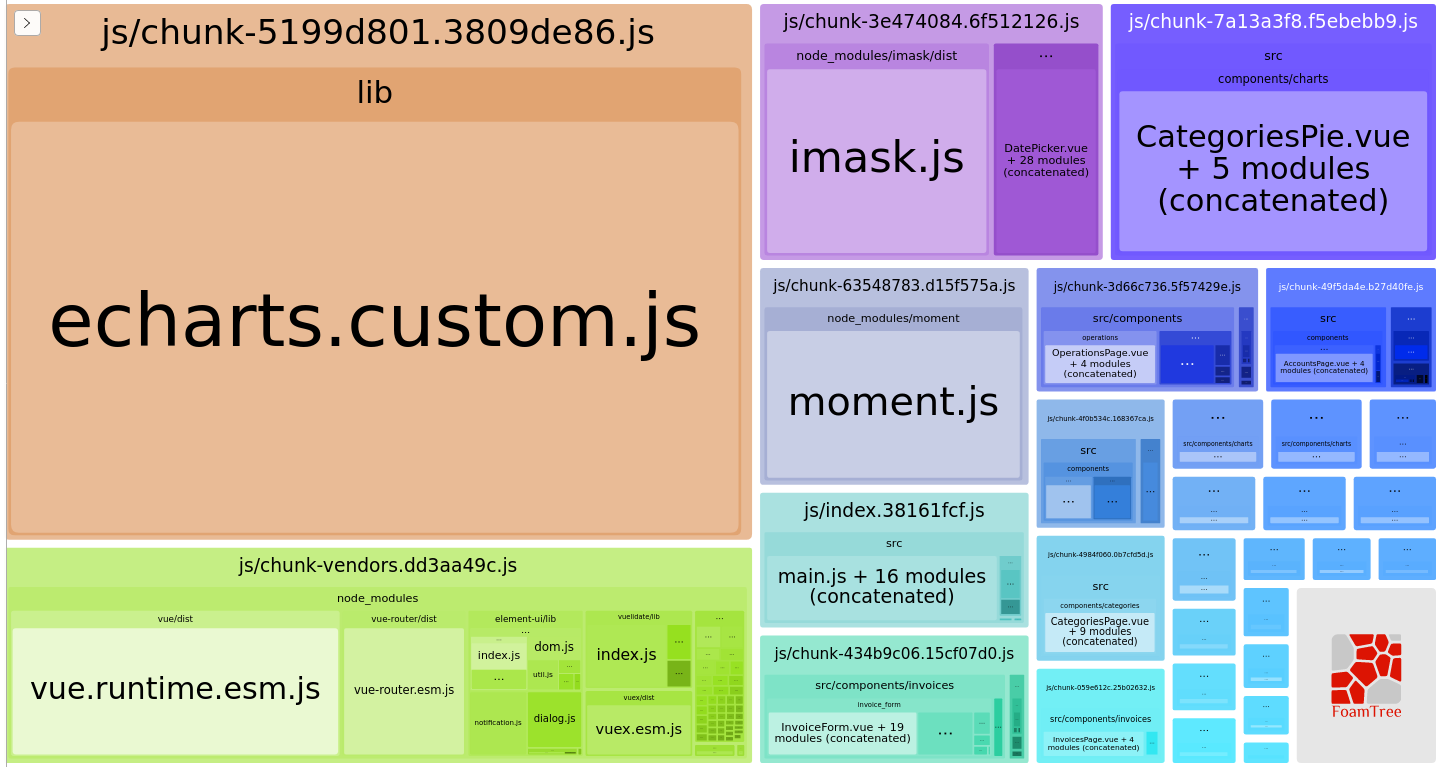 js/chunk-5199d801.3809de86.js
lib
echarts.custom.js
js/chunk-vendors.dd3aa49c.js
node_modules
vue/dist
vue.runtime.esm.js
vue-router/dist
vue-router.esm.js
element-ui/lib
...
index.js
...
dom.js
util.js
...
notification.js
dialog.js
vuelidate/lib
index.js
...
...
vuex/dist
vuex.esm.js
...
js/chunk-3e474084.6f512126.js
node_modules/imask/dist
imask.js
...
DatePicker.vue
+ 28 modules
(concatenated)
js/chunk-7a13a3f8.f5ebebb9.js
src
components/charts
CategoriesPie.vue
+ 5 modules
(concatenated)
js/chunk-63548783.d15f575a.js
node_modules/moment
moment.js
js/index.38161fcf.js
src
main.js + 16 modules
(concatenated)
js/chunk-434b9c06.15cf07d0.js
src/components/invoices
invoice_form
InvoiceForm.vue + 19
modules (concatenated)
...
js/chunk-3d66c736.5f57429e.js
src/components
operations
OperationsPage.vue
+ 4 modules
(concatenated)
...
...
js/chunk-49f5da4e.b27d40fe.js
src
components
...
AccountsPage.vue + 4
modules (concatenated)
js/chunk-4f0b534c.168367ca.js
src
components
...
...
...
src/components/charts
...
...
src/components/charts
...
...
...
...
js/chunk-4984f060.0b7cfd5d.js
src
components/categories
CategoriesPage.vue
+ 9 modules
(concatenated)
js/chunk-059e612c.25b02632.js
src/components/invoices
InvoicesPage.vue + 4
modules (concatenated)
FoamTree